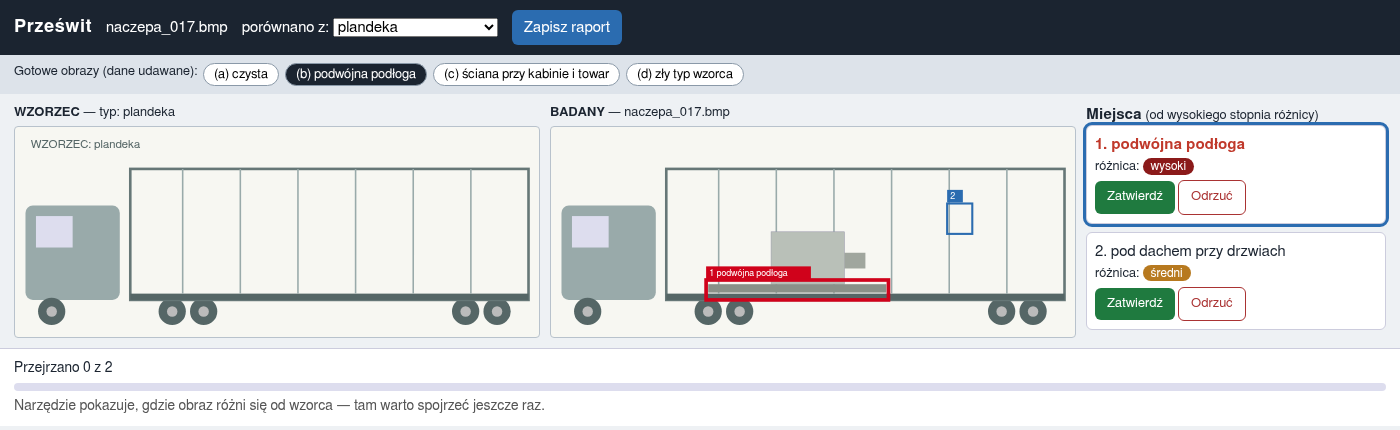 Prześwit naczepa_017.bmp porównano z: plandeka Zapisz raport
Gotowe obrazy (dane udawane): (a) czysta (b) podwójna podłoga (c) ściana przy kabinie i towar (d) zły typ wzorca
WZORZEC — typ: plandeka
WZORZEC: plandeka
BADANY — naczepa_017.bmp
2
1 podwójna podłoga
Miejsca (od wysokiego stopnia różnicy)
1. podwójna podłoga
różnica: wysoki
Zatwierdź Odrzuć
2. pod dachem przy drzwiach
różnica: średni
Zatwierdź Odrzuć
Przejrzano 0 z 2
Narzędzie pokazuje, gdzie obraz różni się od wzorca — tam warto spojrzeć jeszcze raz.